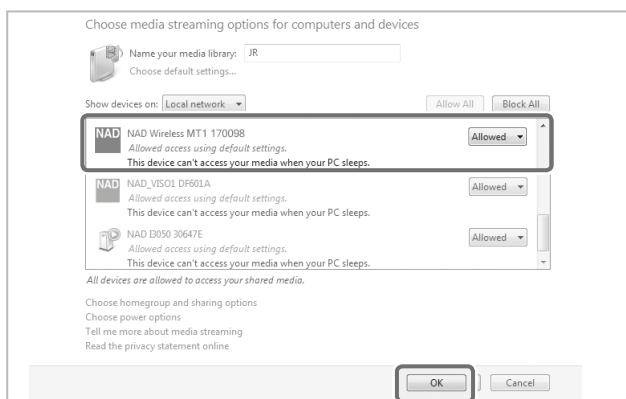 Choose media streaming options for computers and devices
Name your media library: JR
Choose default settings...
Show devices on: Local network Allow All Block All
NAD NAD Wireless MT1 170098 Allowed
Allowed access using default settings.
This device can't access your media when your PC sleeps.
NAD NAD_VISO1 DF601A Allowed
Allowed access using default settings.
This device can't access your media when your PC sleeps.
NAD I3050 30647E Allowed
Allowed access using default settings.
This device can't access your media when your PC sleeps.
All devices are allowed to access your shared media.
Choose homegroup and sharing options
Choose power options
Tell me more about media streaming
Read the privacy statement online
OK Cancel